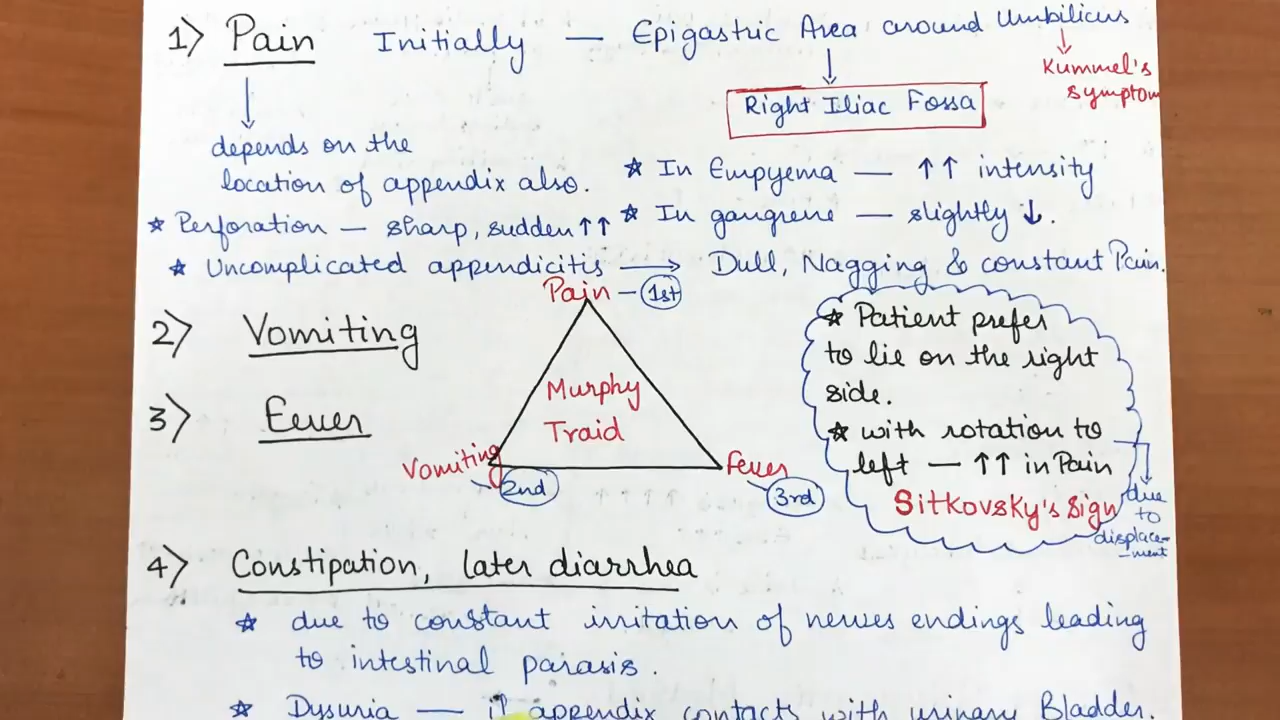 1) Pain Initially — Epigastric Area around Umbilicus
↓ Kummel's
symptom
Right Iliac Fossa
depends on the
location of appendix also.
★ In Empyema — ↑↑ intensity
★ Perforation — sharp, sudden ↑↑
★ In gangrene — slightly ↓.
★ Uncomplicated appendicitis → Dull, Nagging & constant Pain.
Pain — 1st
2) Vomiting
3) Fever
Murphy
Traid
Vomiting
2nd
Fever
3rd
★ Patient prefer
to lie on the right
side.
★ with rotation to
left — ↑↑ in Pain
Sitkovsky's Sign
due
to
displace-
-ment
4) Constipation, later diarrhea
★ due to constant irritation of nerves endings leading
to intestinal parasis.
★ Dysuria — if appendix contacts with urinary Bladder.